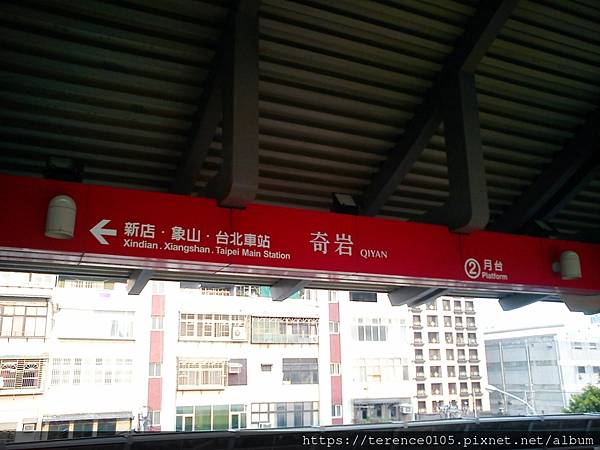 ← 新店·象山·台北車站
Xindian . Xiangshan . Taipei Main Station
奇岩 QIYAN
② 月台
Platform
https://terence0105.pixnet.net/album